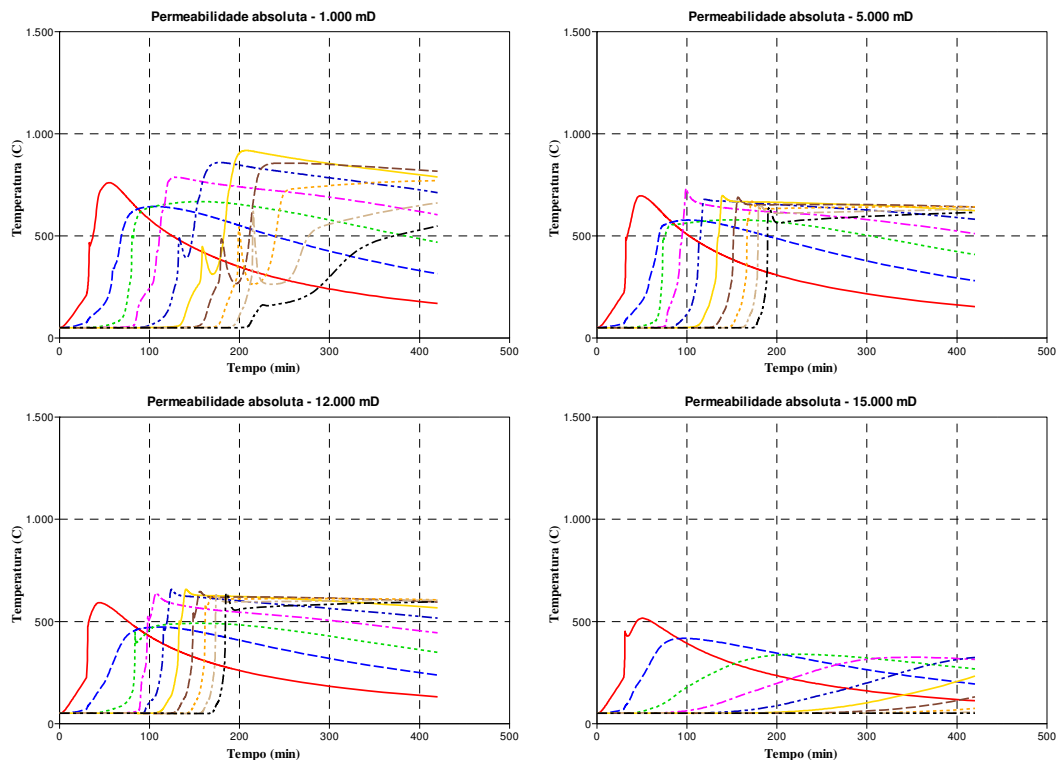 Permeabilidade absoluta - 1.000 mD
1.500
1.000
500
0
Temperatura (C)
0 100 200 300 400 500
Tempo (min)
Permeabilidade absoluta - 5.000 mD
1.500
1.000
500
0
Temperatura (C)
0 100 200 300 400 500
Tempo (min)
Permeabilidade absoluta - 12.000 mD
1.500
1.000
500
0
Temperatura (C)
0 100 200 300 400 500
Tempo (min)
Permeabilidade absoluta - 15.000 mD
1.500
1.000
500
0
Temperatura (C)
0 100 200 300 400 500
Tempo (min)